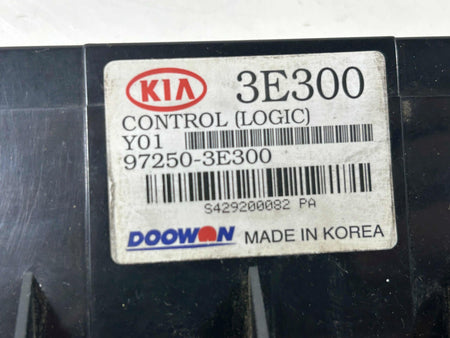 KIA 3E300
CONTROL (LOGIC)
Y01
97250-3E300
S429200082 PA
DOOWON MADE IN KOREA